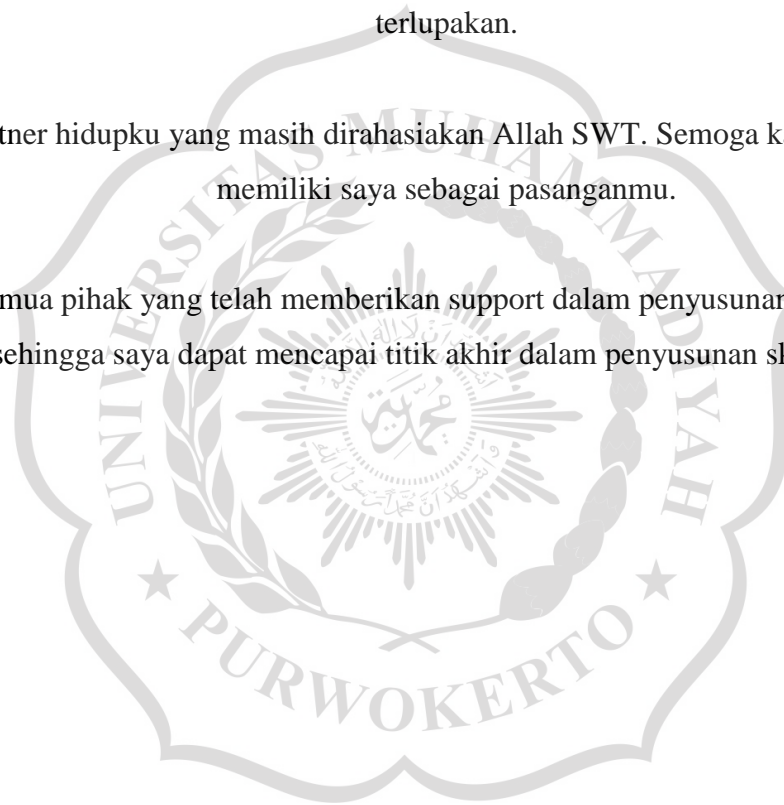 terlupakan.
tner hidupku yang masih dirahasiakan Allah SWT. Semoga k
memiliki saya sebagai pasanganmu.
mua pihak yang telah memberikan support dalam penyusunan
sehingga saya dapat mencapai titik akhir dalam penyusunan sk
UNIVERSITAS MUHAMMADIYAH
★ PURWOKERTO ★